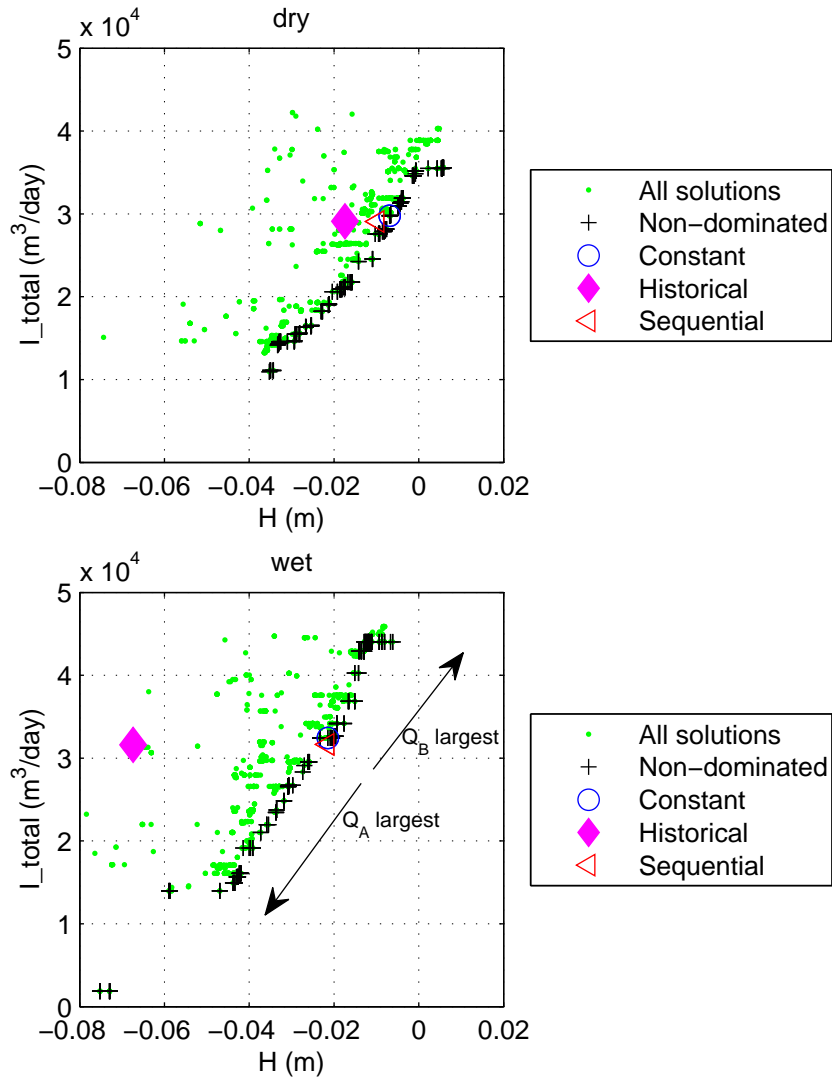 x 10^4
dry
5
4
3
2
1
0
I_total (m^3/day)
−0.08 −0.06 −0.04 −0.02 0 0.02
H (m)
All solutions
Non−dominated
Constant
Historical
Sequential
x 10^4
wet
5
4
3
2
1
0
I_total (m^3/day)
Q_B largest
Q_A largest
−0.08 −0.06 −0.04 −0.02 0 0.02
H (m)
All solutions
Non−dominated
Constant
Historical
Sequential